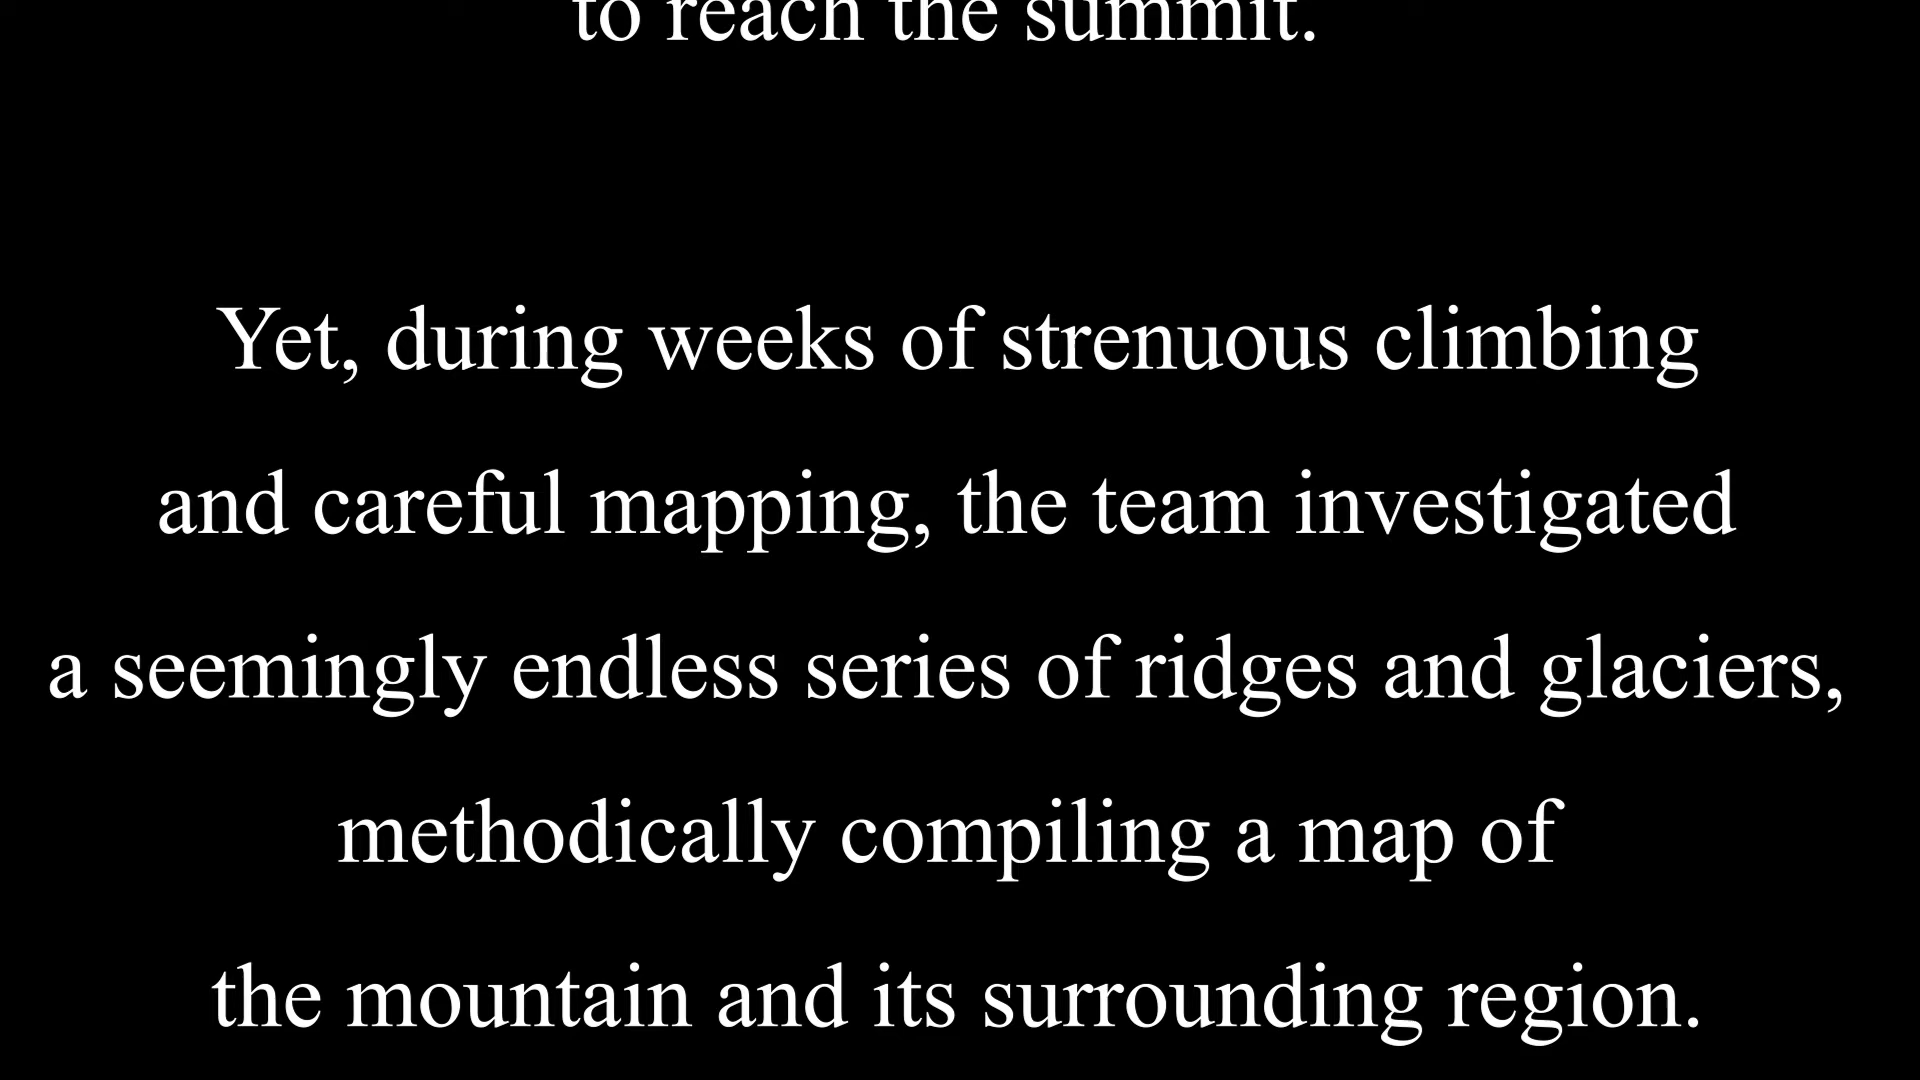 to reach the summit.
Yet, during weeks of strenuous climbing
and careful mapping, the team investigated
a seemingly endless series of ridges and glaciers,
methodically compiling a map of
the mountain and its surrounding region.